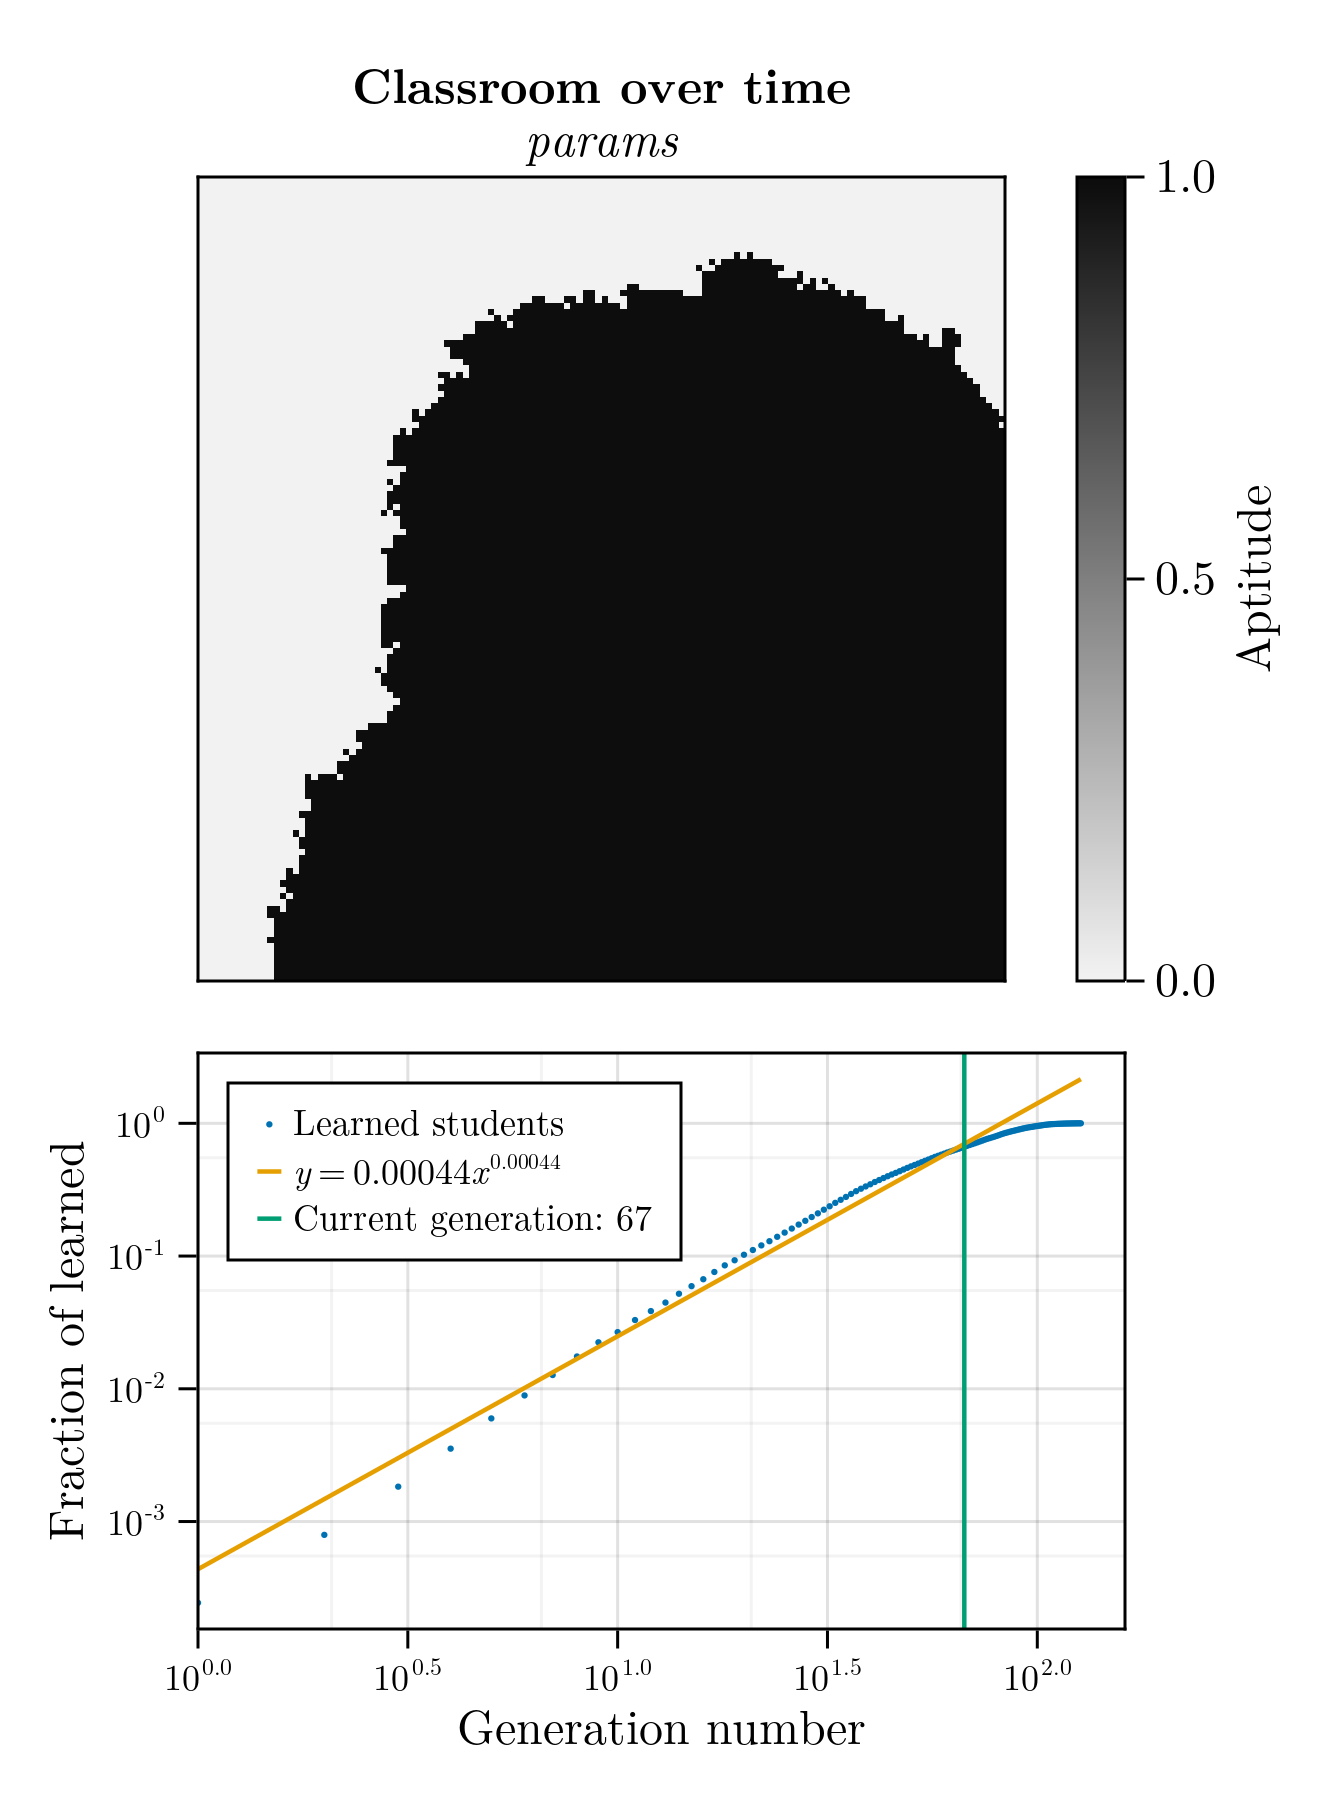 Classroom over time
params
1.0
0.5
0.0
Aptitude
Learned students
y = 0.00044x^0.00044
Current generation: 67
10^0
10^-1
10^-2
10^-3
Fraction of learned
10^0.0 10^0.5 10^1.0 10^1.5 10^2.0
Generation number